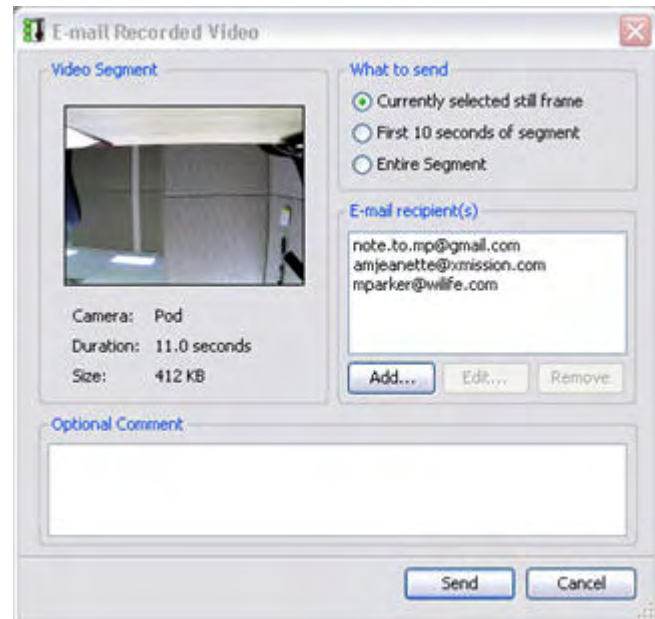 E-mail Recorded Video
Video Segment
Camera: Pod
Duration: 11.0 seconds
Size: 412 KB
What to send
Currently selected still frame
First 10 seconds of segment
Entire Segment
E-mail recipient(s)
note.to.mp@gmail.com
amjeanette@xmission.com
mparker@wilife.com
Add... Edit... Remove
Optional Comment
Send Cancel